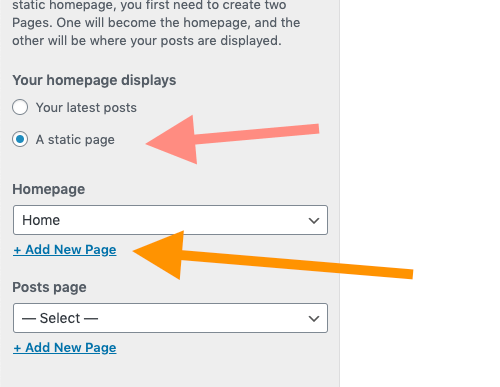 static homepage, you first need to create two
Pages. One will become the homepage, and the
other will be where your posts are displayed.
Your homepage displays
Your latest posts
A static page
Homepage
Home
+ Add New Page
Posts page
— Select —
+ Add New Page